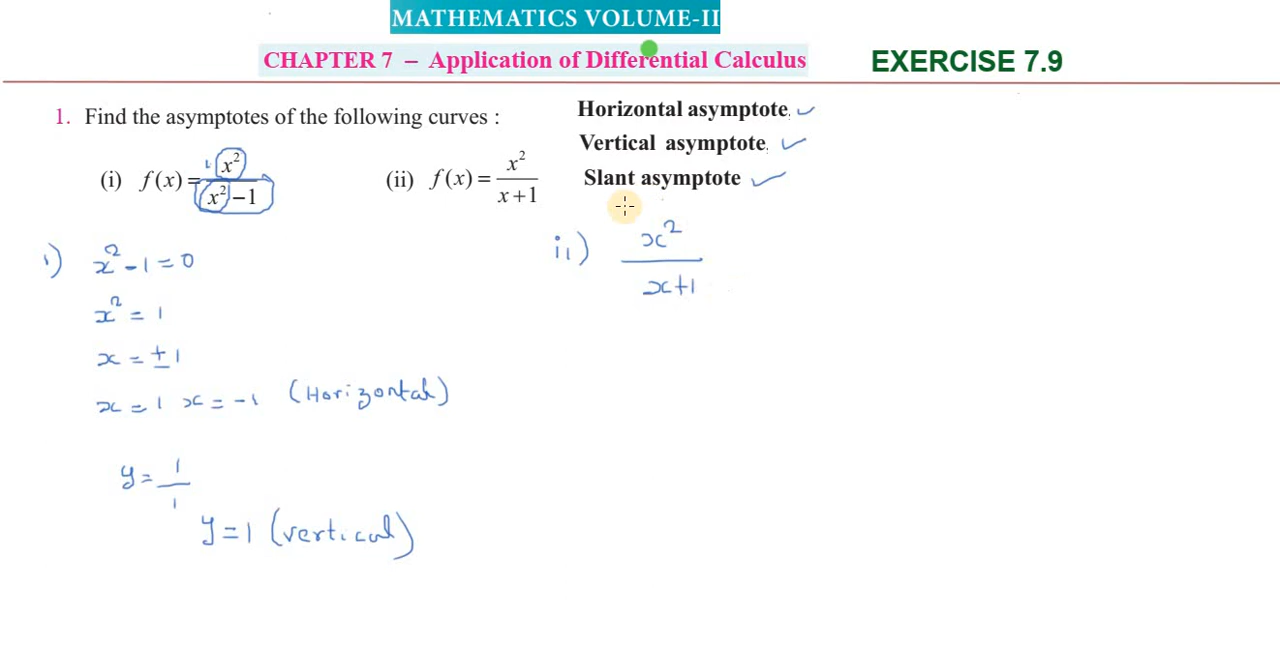 MATHEMATICS VOLUME-II
CHAPTER 7 – Application of Differential Calculus EXERCISE 7.9
1. Find the asymptotes of the following curves :
Horizontal asymptote
Vertical asymptote
Slant asymptote
(i) f(x) = x²/(x²−1) (ii) f(x) = x²/(x+1)
i) x² - 1 = 0
x² = 1
x = ±1
x = 1 x = -1 (Horizontal)
y = 1/1
y = 1 (vertical)
ii) x²/(x+1)